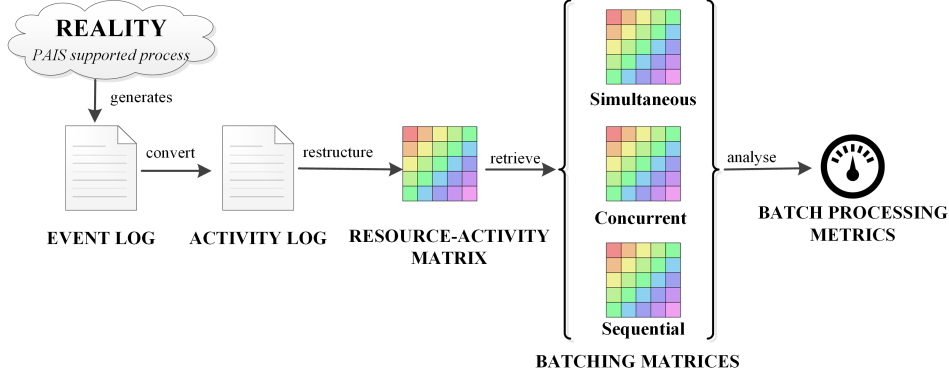 REALITY
PAIS supported process
generates
convert
restructure
retrieve
analyse
EVENT LOG
ACTIVITY LOG
RESOURCE-ACTIVITY
MATRIX
Simultaneous
Concurrent
Sequential
BATCHING MATRICES
BATCH PROCESSING
METRICS